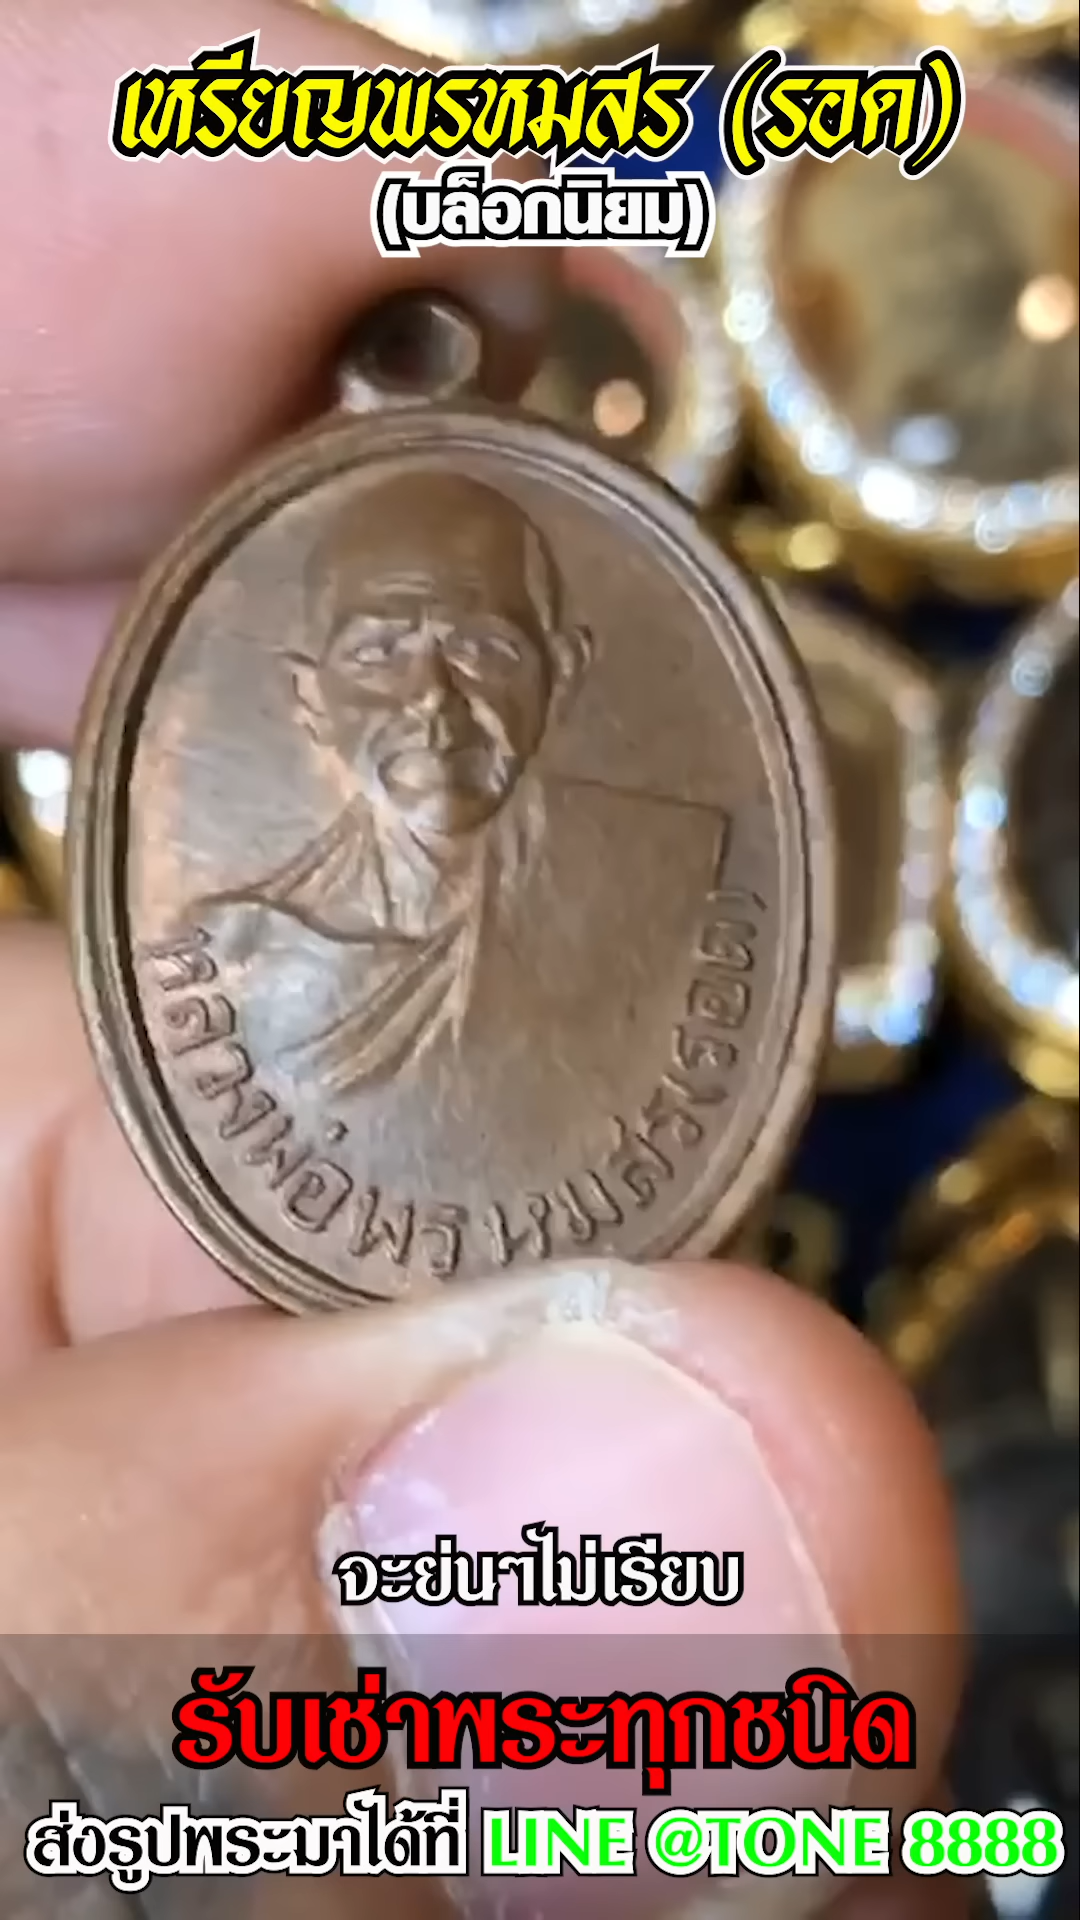 เหรียญพรหมสร (รอด)
(บล็อกนิยม)
หลวงพ่อพรหมสร(รอด)
จะย่นๆไม่เรียบ
รับเช่าพระทุกชนิด
ส่งรูปพระมาได้ที่ LINE @TONE 8888